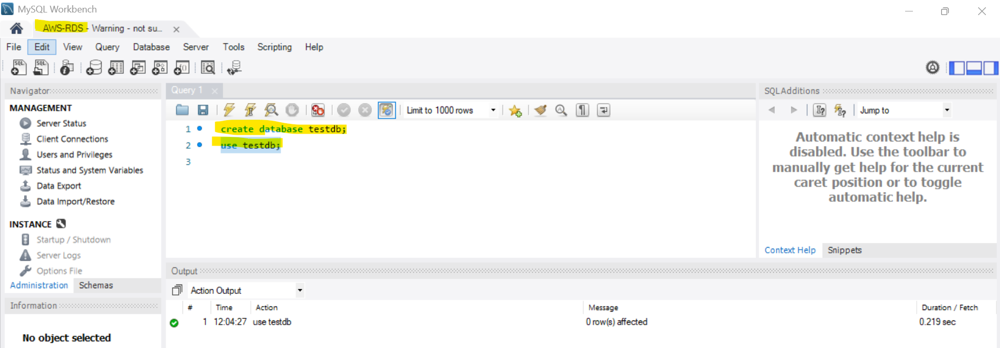 MySQL Workbench
AWS-RDS - Warning - not su...
File Edit View Query Database Server Tools Scripting Help
Navigator
MANAGEMENT
Server Status
Client Connections
Users and Privileges
Status and System Variables
Data Export
Data Import/Restore
INSTANCE
Startup / Shutdown
Server Logs
Options File
Administration Schemas
Information
No object selected
Query 1
Limit to 1000 rows
1 create database testdb;
2 use testdb;
3
SQLAdditions
Jump to
Automatic context help is
disabled. Use the toolbar to
manually get help for the current
caret position or to toggle
automatic help.
Context Help Snippets
Output
Action Output
# Time Action Message Duration / Fetch
1 12:04:27 use testdb 0 row(s) affected 0.219 sec